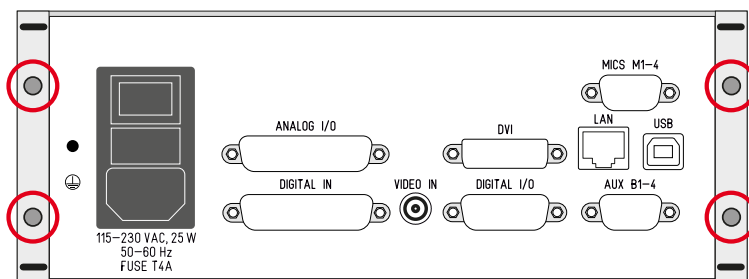 MICS M1–4
ANALOG I/O
DVI
LAN
USB
DIGITAL IN
VIDEO IN
DIGITAL I/O
AUX B1–4
115–230 VAC, 25 W
50–60 Hz
FUSE T4A